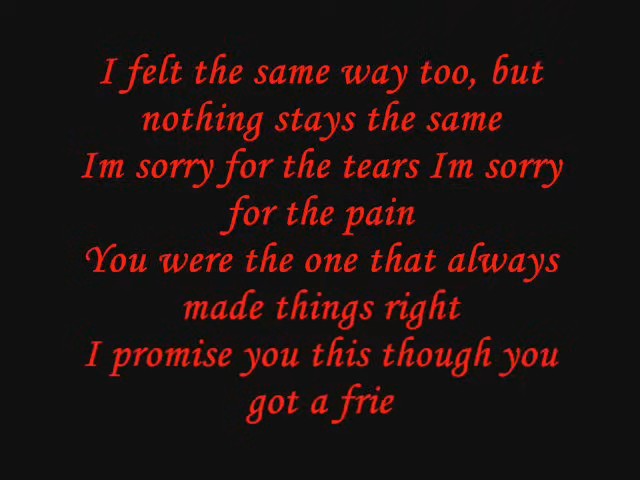 I felt the same way too, but
nothing stays the same
Im sorry for the tears Im sorry
for the pain
You were the one that always
made things right
I promise you this though you
got a frie